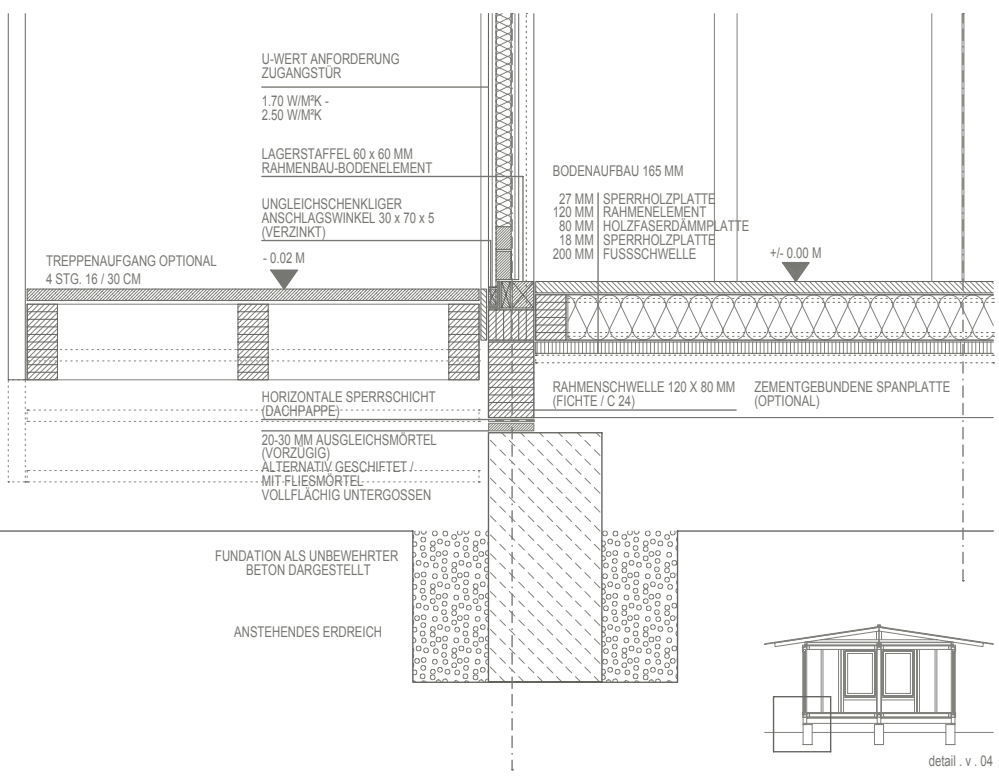 U-WERT ANFORDERUNG
ZUGANGSTÜR
1.70 W/M²K -
2.50 W/M²K
LAGERSTAFFEL 60 x 60 MM
RAHMENBAU-BODENELEMENT
UNGLEICHSCHENKLIGER
ANSCHLAGSWINKEL 30 x 70 x 5
(VERZINKT)
- 0.02 M
TREPPENAUFGANG OPTIONAL
4 STG. 16 / 30 CM
BODENAUFBAU 165 MM
27 MM SPERRHOLZPLATTE
120 MM RAHMENELEMENT
80 MM HOLZFASERDÄMMPLATTE
18 MM SPERRHOLZPLATTE
200 MM FUSSSCHWELLE
+/- 0.00 M
HORIZONTALE SPERRSCHICHT
(DACHPAPPE)
20-30 MM AUSGLEICHSMÖRTEL
(VORZÜGIG)
ALTERNATIV GESCHIFTET /
MIT FLIESMÖRTEL
VOLLFLÄCHIG UNTERGOSSEN
RAHMENSCHWELLE 120 X 80 MM
(FICHTE / C 24)
ZEMENTGEBUNDENE SPANPLATTE
(OPTIONAL)
FUNDATION ALS UNBEWEHRTER
BETON DARGESTELLT
ANSTEHENDES ERDREICH
detail . v . 04